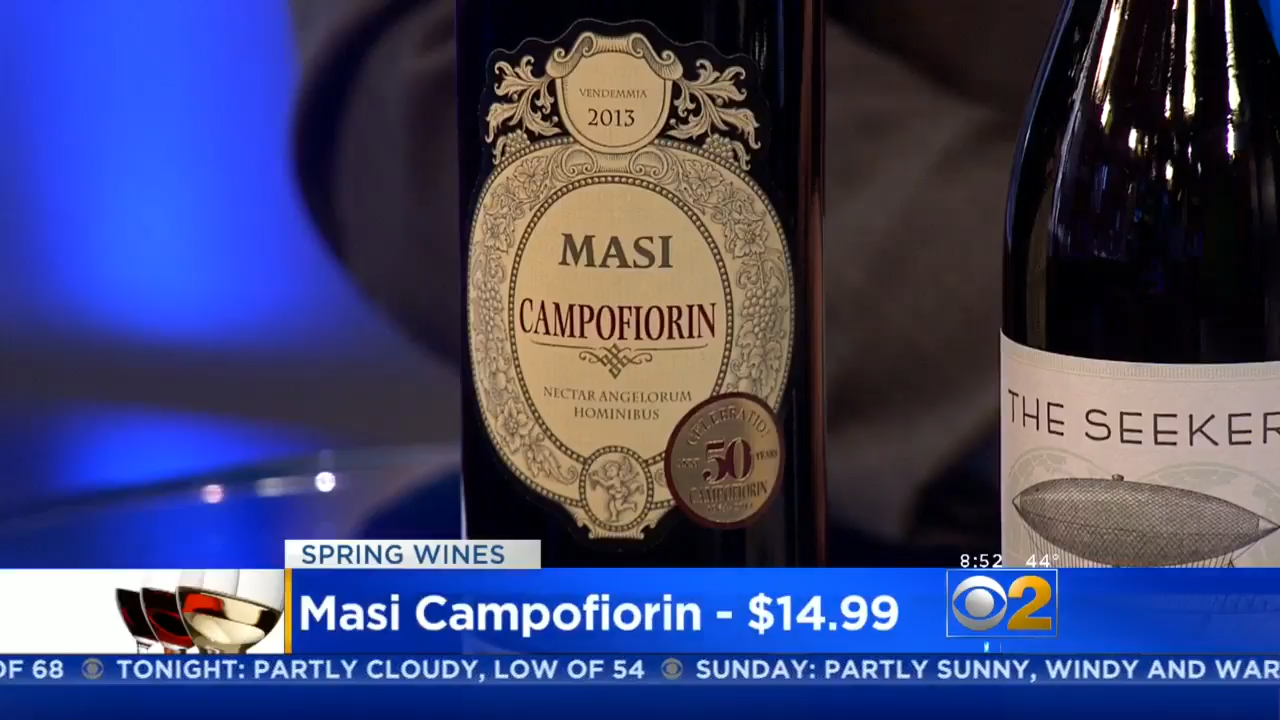 VENDEMMIA
2013
MASI
CAMPOFIORIN
NECTAR ANGELORUM
HOMINIBUS
50
YEARS
CAMPOFIORIN
THE SEEKER
SPRING WINES
8:52 44°
Masi Campofiorin - $14.99
2
OF 68 TONIGHT: PARTLY CLOUDY, LOW OF 54 SUNDAY: PARTLY SUNNY, WINDY AND WAR